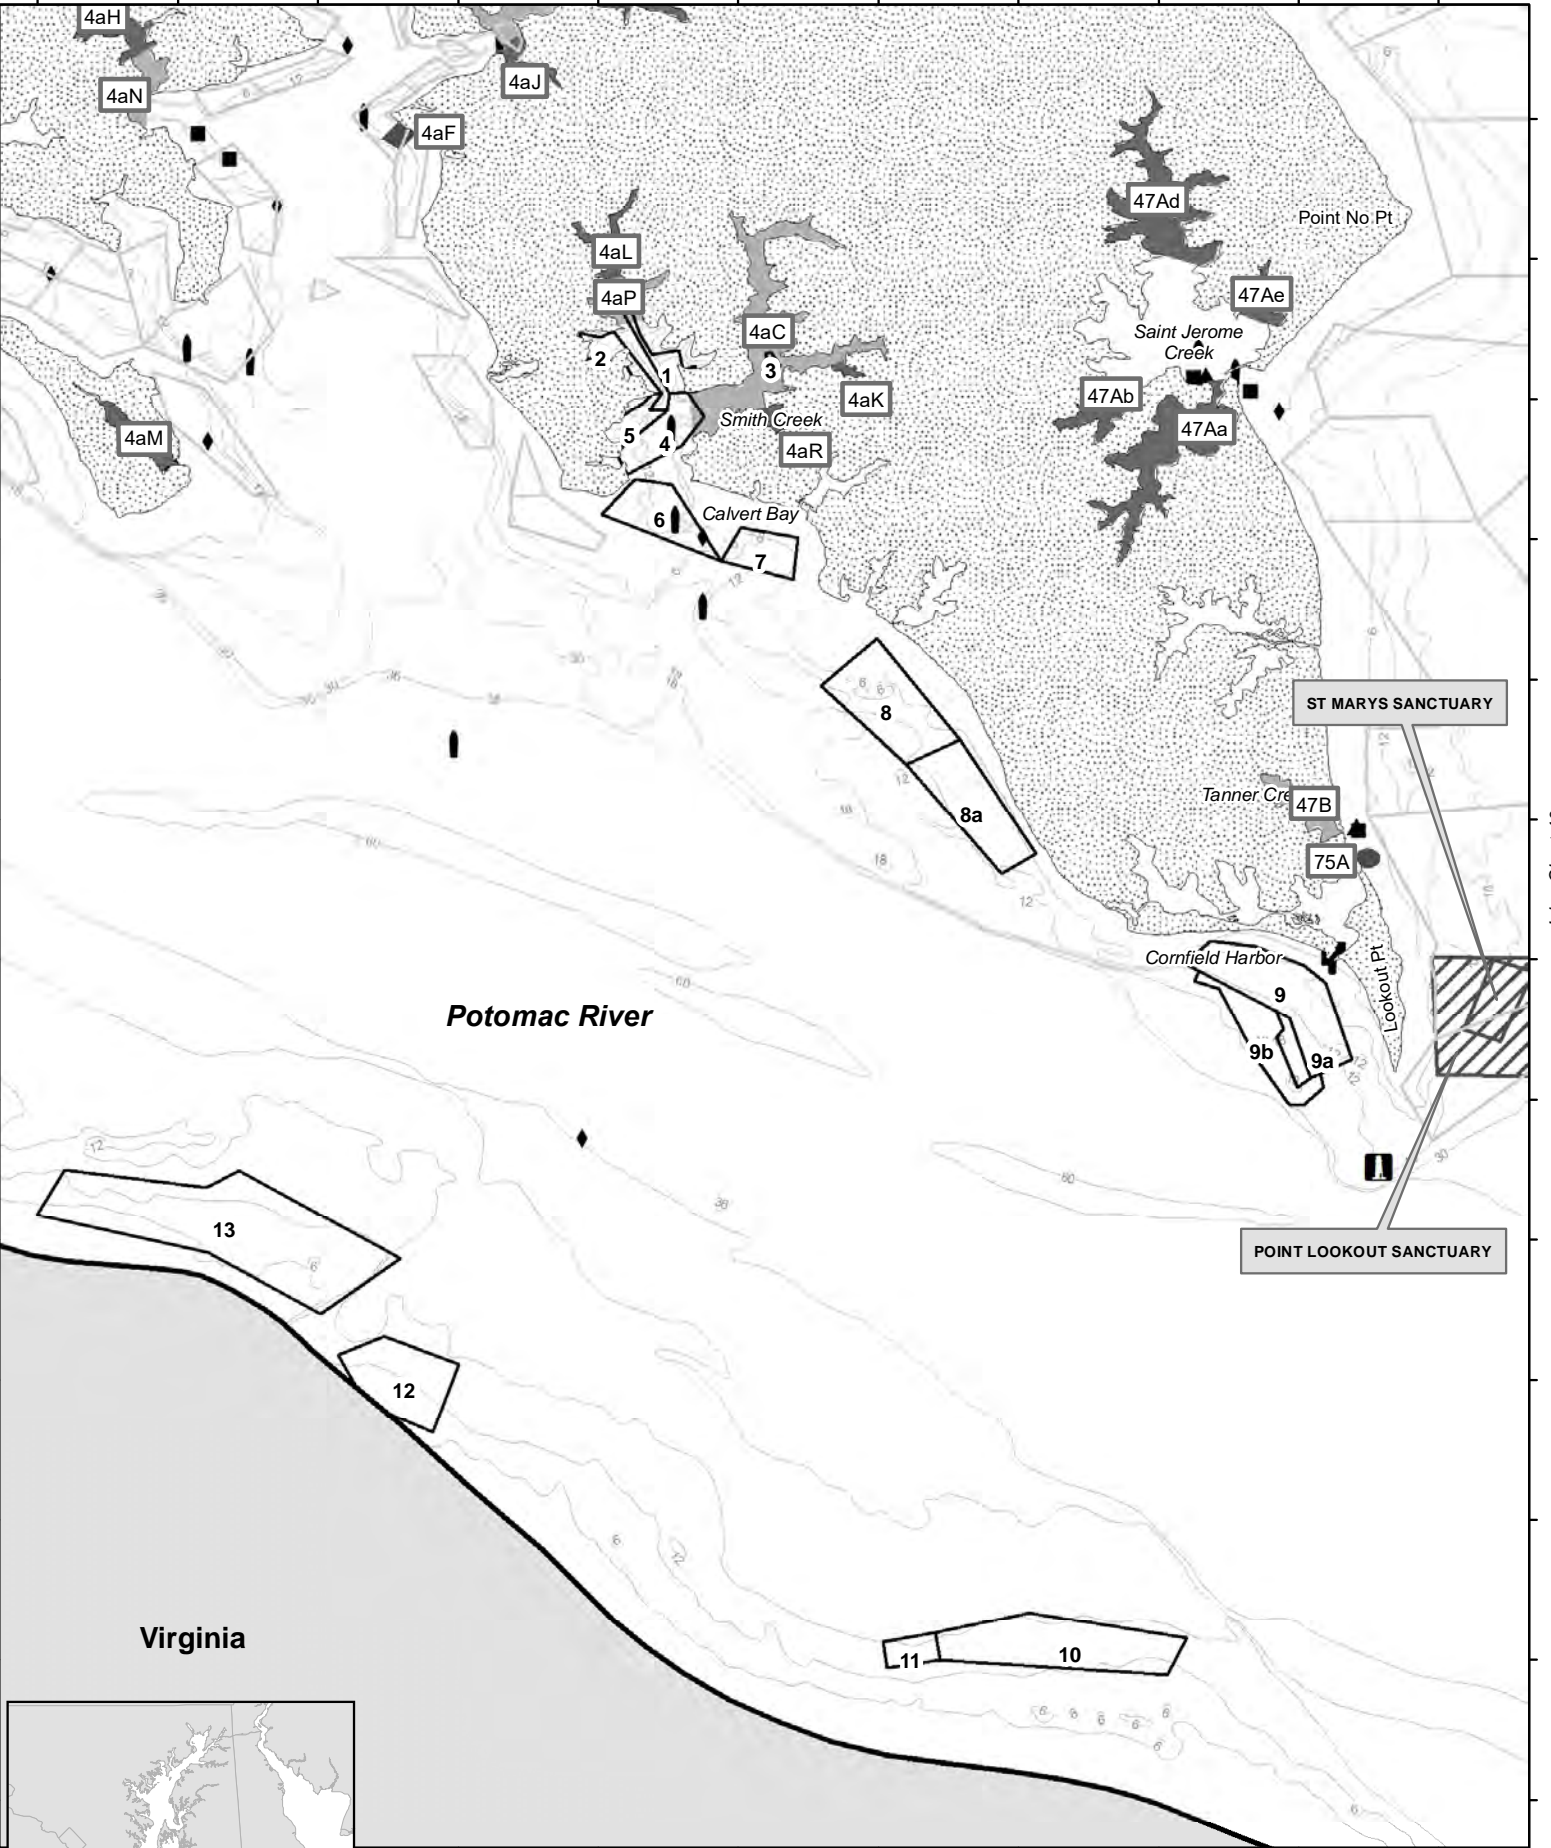 4aH
4aN
4aJ
4aF
47Ad
Point No Pt
4aL
4aP
47Ae
4aC
Saint Jerome
Creek
2
1
3
4aK
47Ab
Smith Creek
47Aa
4aM
5
4
4aR
6
Calvert Bay
7
8
ST MARYS SANCTUARY
8a
Tanner Cre
47B
75A
Cornfield Harbor
Lookout Pt
9
Potomac River
9b
9a
13
POINT LOOKOUT SANCTUARY
12
Virginia
11
10